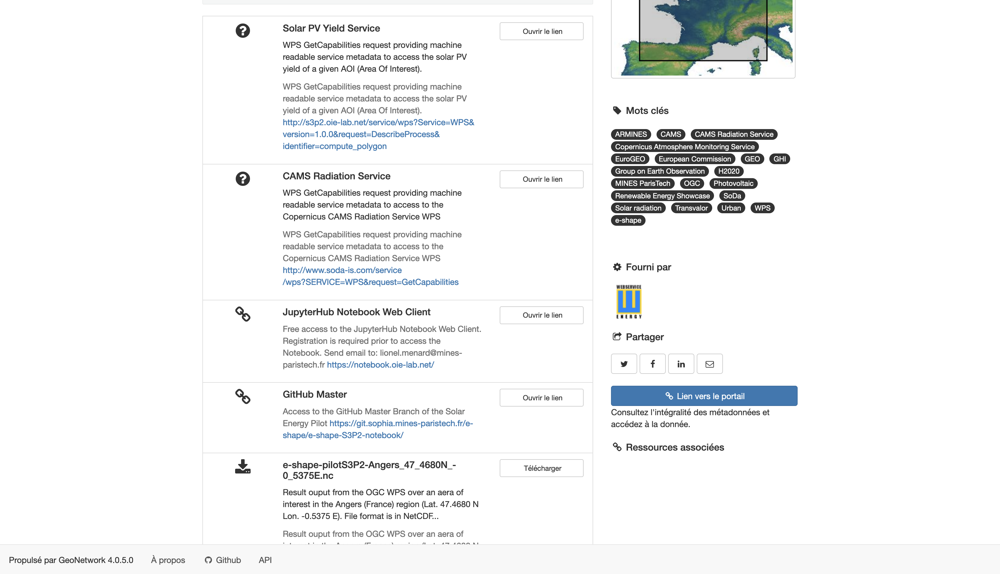 Solar PV Yield Service
Ouvrir le lien
WPS GetCapabilities request providing machine
readable service metadata to access the solar PV
yield of a given AOI (Area Of Interest).
WPS GetCapabilities request providing machine
readable service metadata to access the solar PV
yield of a given AOI (Area Of Interest).
http://s3p2.oie-lab.net/service/wps?Service=WPS&
version=1.0.0&request=DescribeProcess&
identifier=compute_polygon
CAMS Radiation Service
Ouvrir le lien
WPS GetCapabilities request providing machine
readable service metadata to access to the
Copernicus CAMS Radiation Service WPS
WPS GetCapabilities request providing machine
readable service metadata to access to the
Copernicus CAMS Radiation Service WPS
http://www.soda-is.com/service
/wps?SERVICE=WPS&request=GetCapabilities
JupyterHub Notebook Web Client
Ouvrir le lien
Free access to the JupyterHub Notebook Web Client.
Registration is required prior to access the
Notebook. Send email to: lionel.menard@mines-
paristech.fr https://notebook.oie-lab.net/
GitHub Master
Ouvrir le lien
Access to the GitHub Master Branch of the Solar
Energy Pilot https://git.sophia.mines-paristech.fr/e-
shape/e-shape-S3P2-notebook/
e-shape-pilotS3P2-Angers_47_4680N_-
0_5375E.nc
Télécharger
Result ouput from the OGC WPS over an aera of
interest in the Angers (France) region (Lat. 47.4680 N
Lon. -0.5375 E). File format is in NetCDF...
Result ouput from the OGC WPS over an aera of
Mots clés
ARMINES CAMS CAMS Radiation Service
Copernicus Atmosphere Monitoring Service
EuroGEO European Commission GEO GHI
Group on Earth Observation H2020
MINES ParisTech OGC Photovoltaic
Renewable Energy Showcase SoDa
Solar radiation Transvalor Urban WPS
e-shape
Fourni par
WEBSERVICE
ENERGY
Partager
Lien vers le portail
Consultez l'intégralité des métadonnées et
accédez à la donnée.
Ressources associées
Propulsé par GeoNetwork 4.0.5.0 À propos Github API